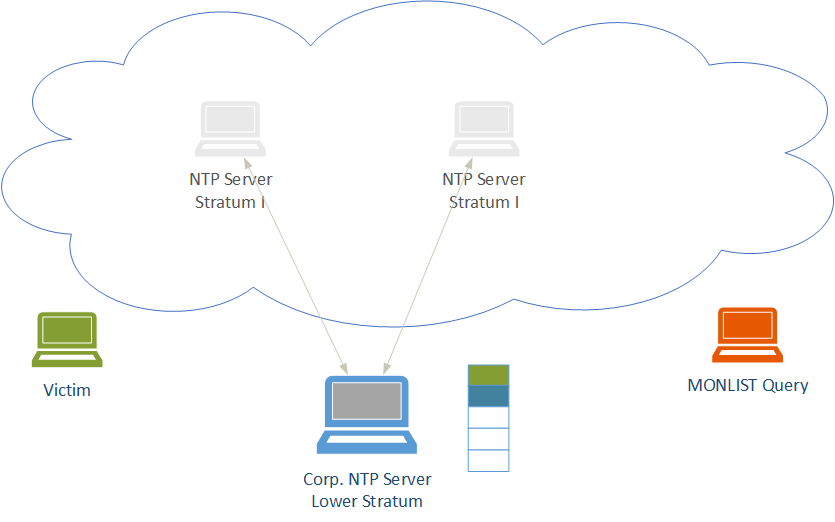 NTP Server
Stratum I
NTP Server
Stratum I
Victim
MONLIST Query
Corp. NTP Server
Lower Stratum